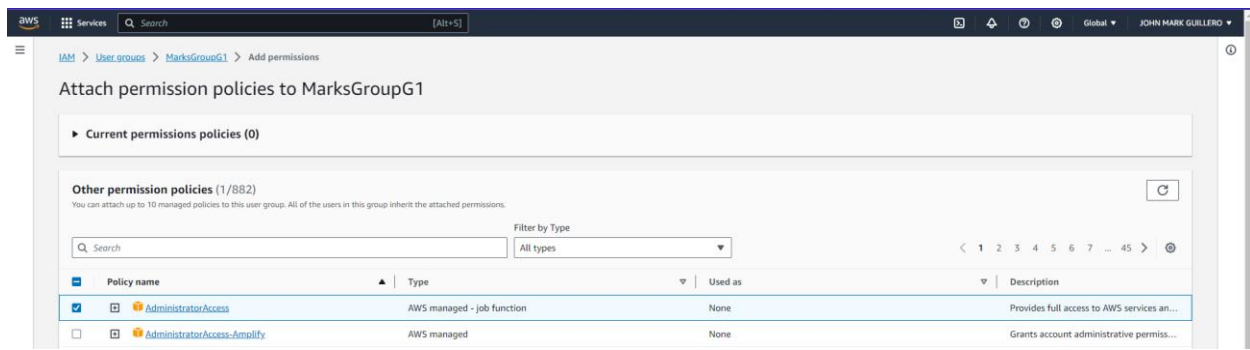 aws Services Search [Alt+S] Global ▼ JOHN MARK GUILLERO ▼
IAM > User groups > MarksGroupG1 > Add permissions
Attach permission policies to MarksGroupG1
▶ Current permissions policies (0)
Other permission policies (1/882)
You can attach up to 10 managed policies to this user group. All of the users in this group inherit the attached permissions.
Filter by Type
Search All types ▼ < 1 2 3 4 5 6 7 ... 45 >
Policy name ▲ Type ▽ Used as ▽ Description
AdministratorAccess AWS managed - job function None Provides full access to AWS services an...
AdministratorAccess-Amplify AWS managed None Grants account administrative permiss...